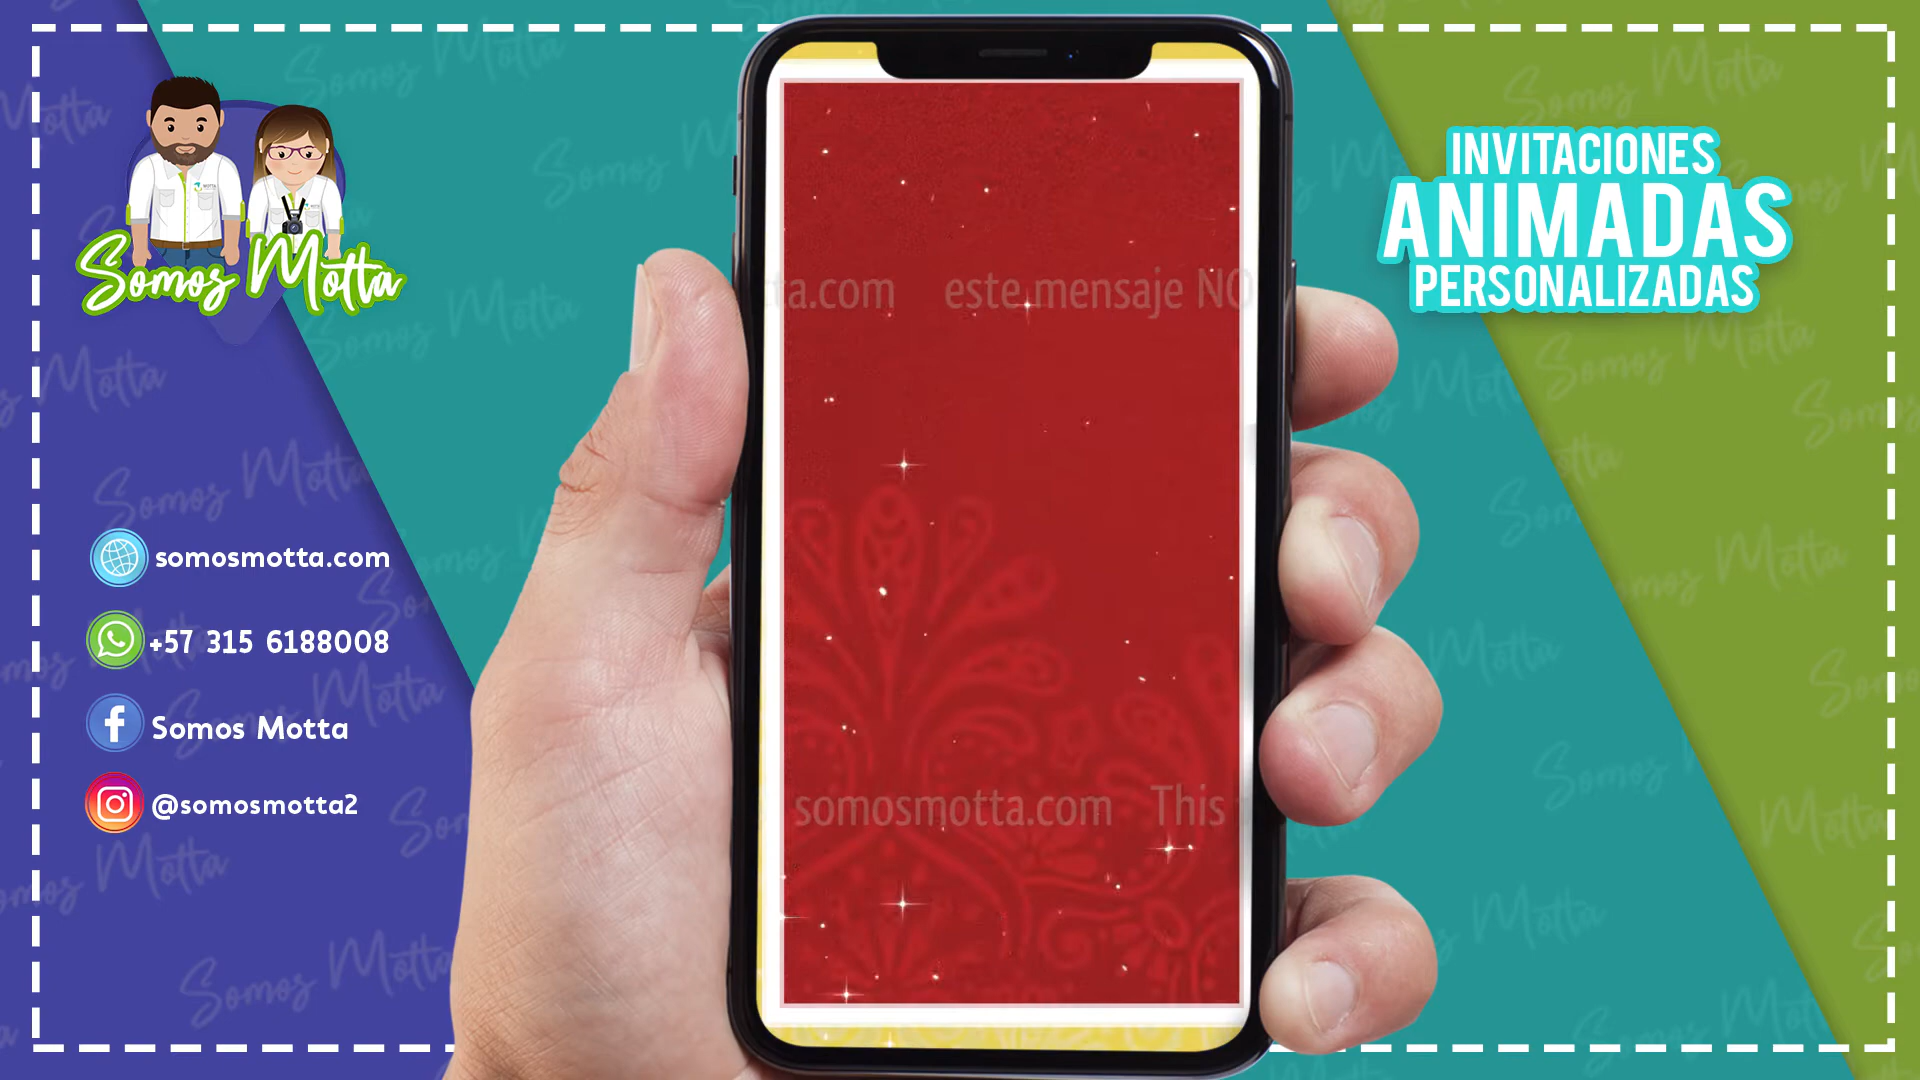 Somos Motta
somosmotta.com
+57 315 6188008
Somos Motta
@somosmotta2
ta.com este mensaje NO
somosmotta.com This
INVITACIONES
ANIMADAS
PERSONALIZADAS